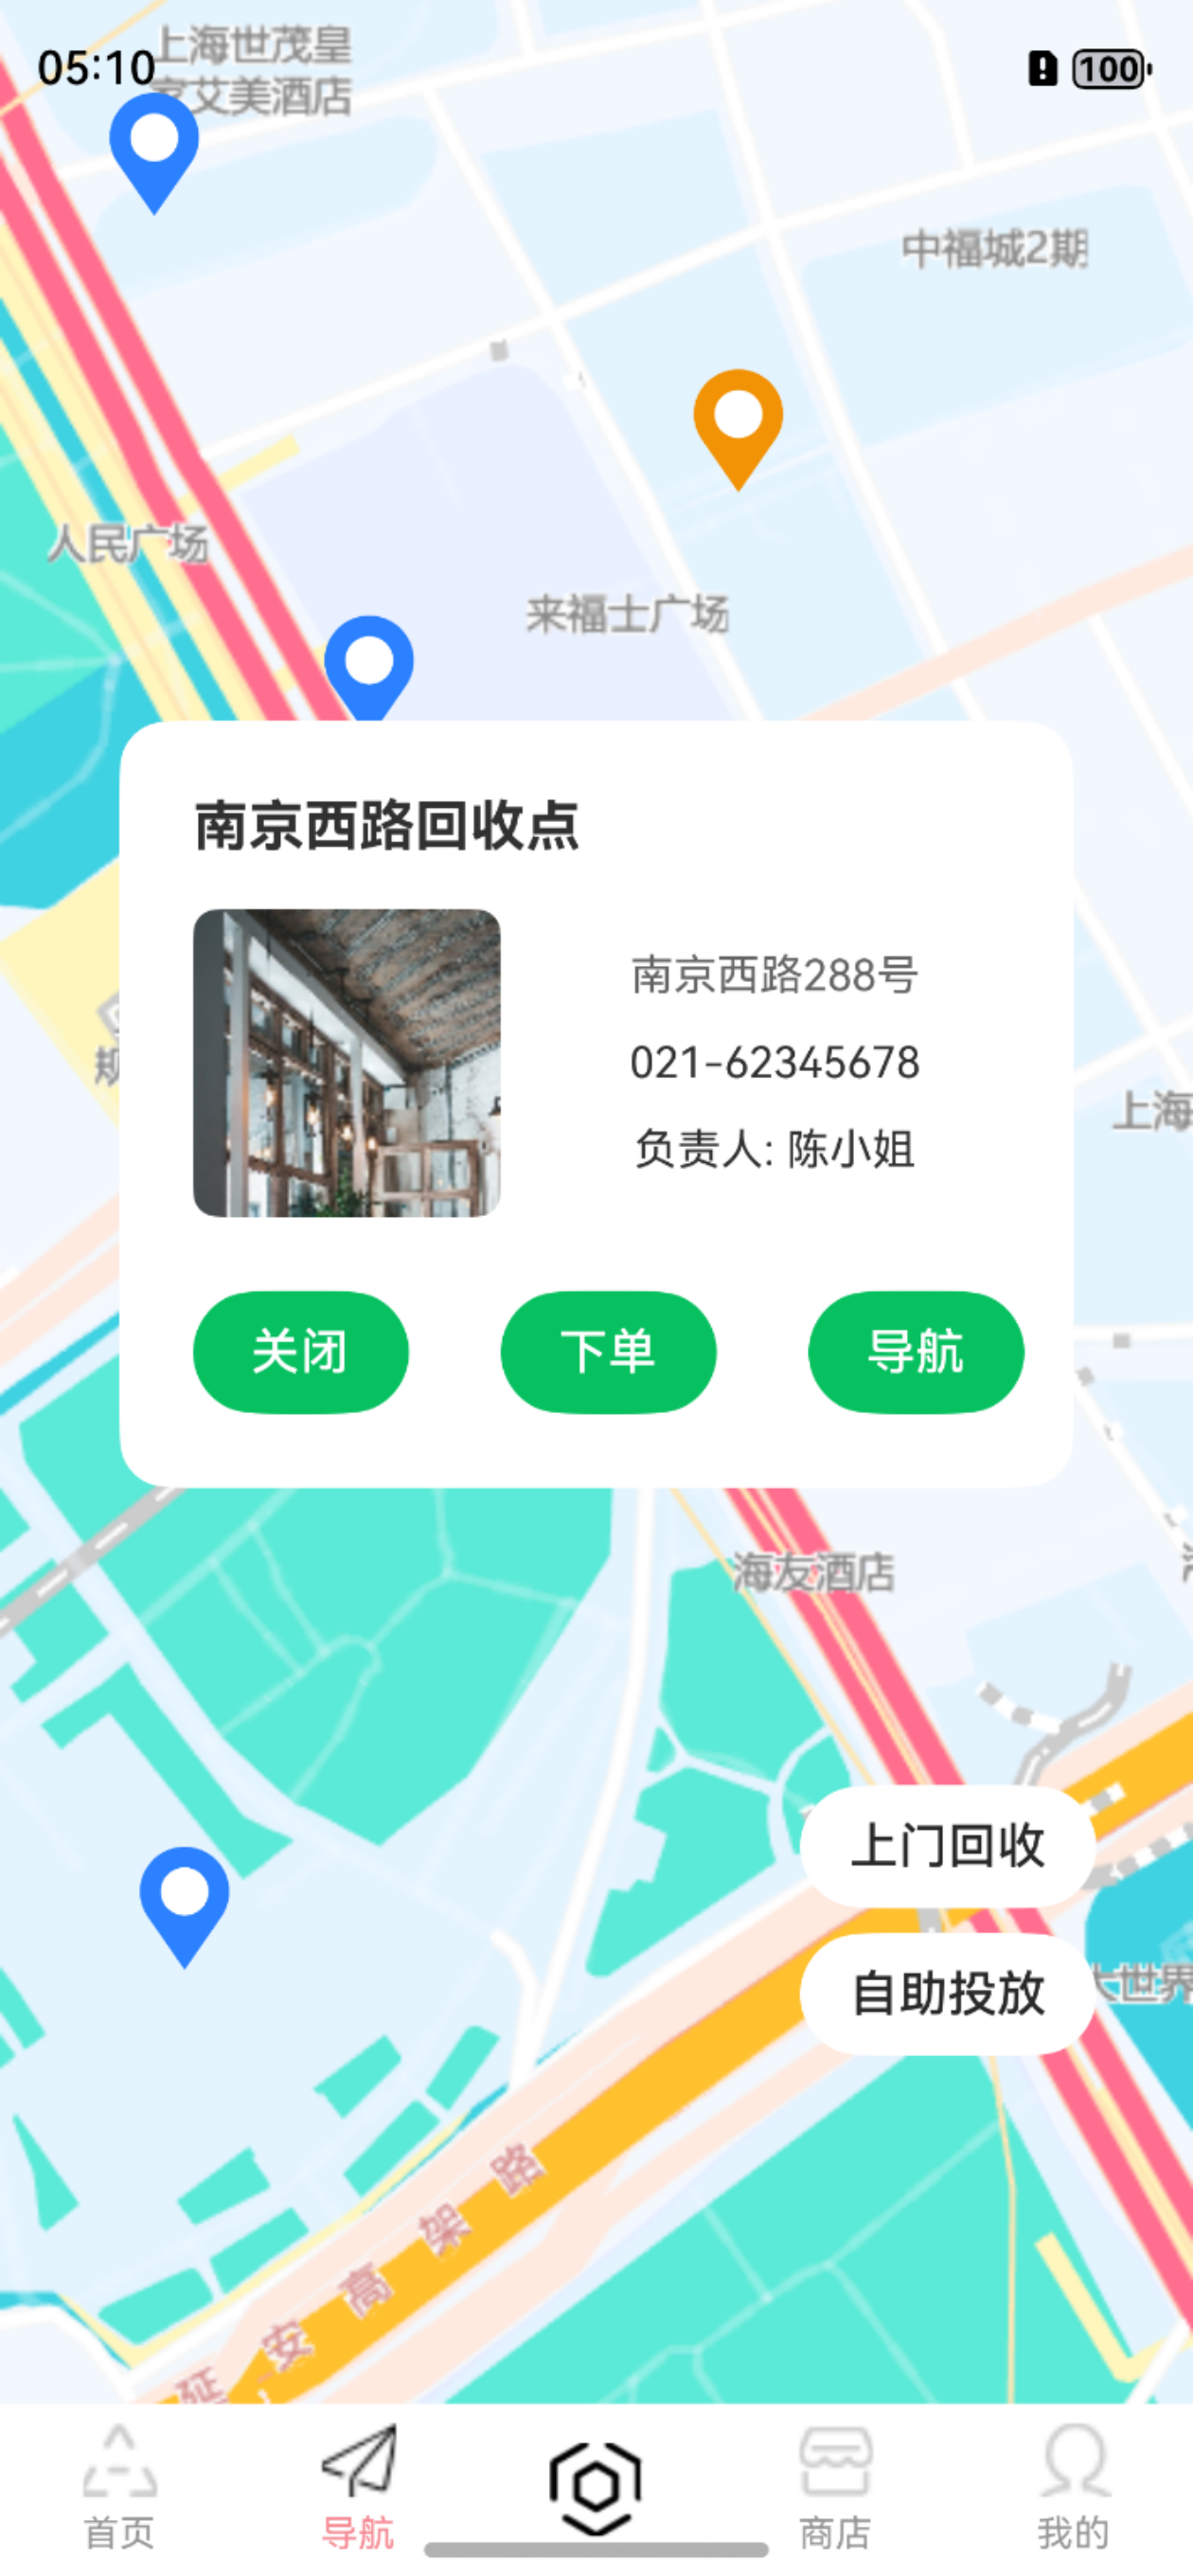 上海世茂皇
05:10
100
艾美酒店
中福城2期
人民广场
来福士广场
南京西路回收点
南京西路288号
021-62345678
负责人: 陈小姐
上海
关闭
下单
导航
海友酒店
上门回收
自助投放
大世界
延安高架路
首页
导航
商店
我的